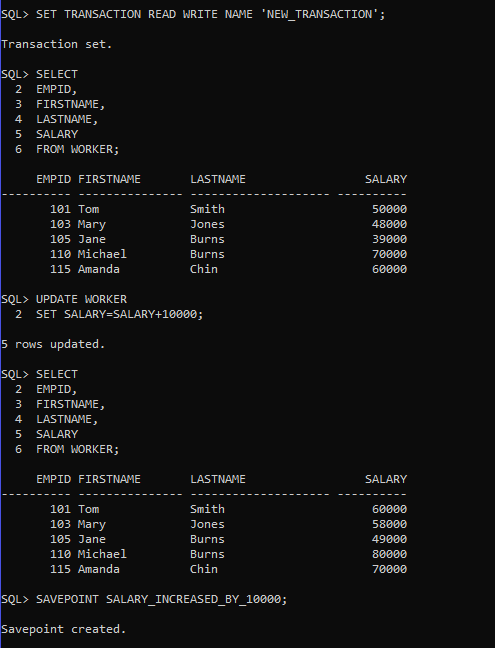 SQL> SET TRANSACTION READ WRITE NAME 'NEW_TRANSACTION';
Transaction set.
SQL> SELECT
  2  EMPID,
  3  FIRSTNAME,
  4  LASTNAME,
  5  SALARY
  6  FROM WORKER;
     EMPID FIRSTNAME       LASTNAME                 SALARY
---------- --------------- -------------------- ----------
       101 Tom             Smith                     50000
       103 Mary            Jones                     48000
       105 Jane            Burns                     39000
       110 Michael         Burns                     70000
       115 Amanda          Chin                      60000
SQL> UPDATE WORKER
  2  SET SALARY=SALARY+10000;
5 rows updated.
SQL> SELECT
  2  EMPID,
  3  FIRSTNAME,
  4  LASTNAME,
  5  SALARY
  6  FROM WORKER;
     EMPID FIRSTNAME       LASTNAME                 SALARY
---------- --------------- -------------------- ----------
       101 Tom             Smith                     60000
       103 Mary            Jones                     58000
       105 Jane            Burns                     49000
       110 Michael         Burns                     80000
       115 Amanda          Chin                      70000
SQL> SAVEPOINT SALARY_INCREASED_BY_10000;
Savepoint created.